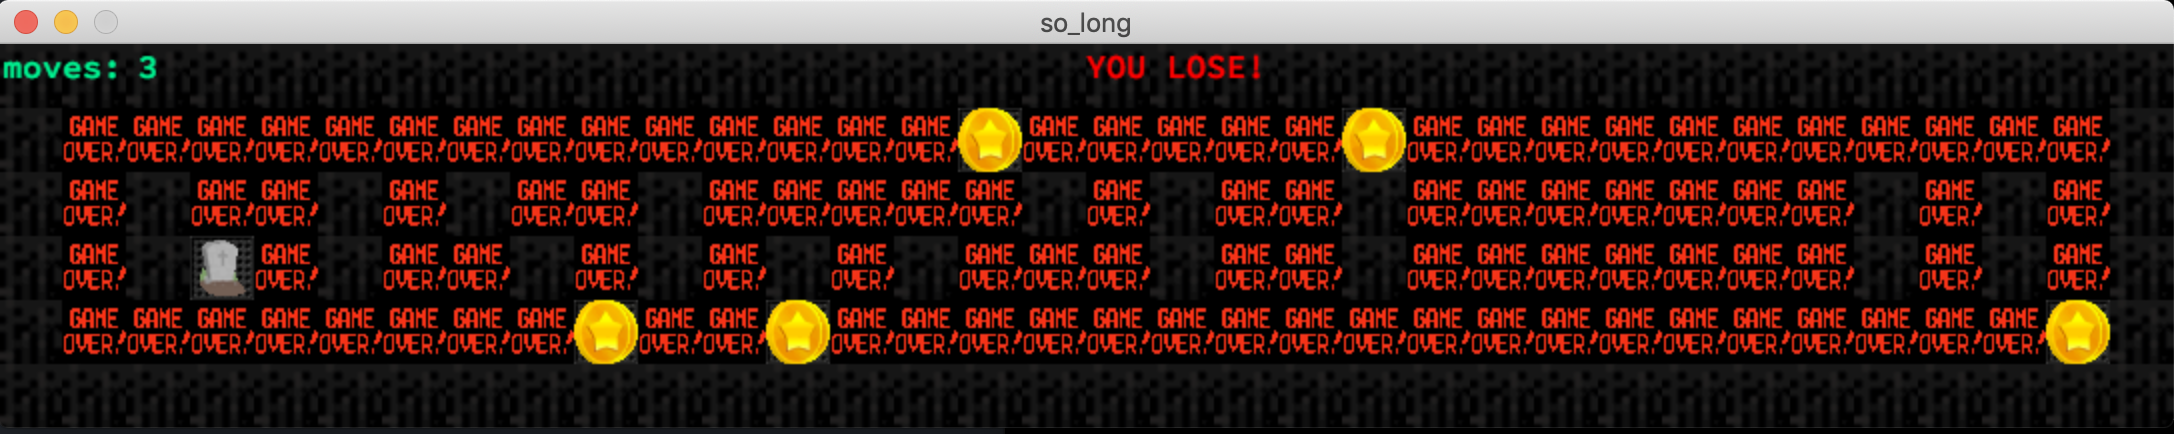 so_long
moves: 3 YOU LOSE!
GAME GAME GAME GAME GAME GAME GAME GAME GAME GAME GAME GAME GAME GAME GAME GAME GAME GAME GAME GAME GAME GAME GAME GAME GAME GAME GAME GAME GAME GAME
OVER! OVER! OVER! OVER! OVER! OVER! OVER! OVER! OVER! OVER! OVER! OVER! OVER! OVER! OVER! OVER! OVER! OVER! OVER! OVER! OVER! OVER! OVER! OVER! OVER! OVER! OVER! OVER! OVER! OVER!
GAME GAME GAME GAME GAME GAME GAME GAME GAME GAME GAME GAME GAME GAME GAME GAME GAME GAME GAME GAME GAME GAME GAME
OVER! OVER! OVER! OVER! OVER! OVER! OVER! OVER! OVER! OVER! OVER! OVER! OVER! OVER! OVER! OVER! OVER! OVER! OVER! OVER! OVER! OVER! OVER!
GAME GAME GAME GAME GAME GAME GAME GAME GAME GAME GAME GAME GAME GAME GAME GAME GAME GAME GAME GAME GAME
OVER! OVER! OVER! OVER! OVER! OVER! OVER! OVER! OVER! OVER! OVER! OVER! OVER! OVER! OVER! OVER! OVER! OVER! OVER! OVER! OVER!
GAME GAME GAME GAME GAME GAME GAME GAME GAME GAME GAME GAME GAME GAME GAME GAME GAME GAME GAME GAME GAME GAME GAME GAME GAME GAME GAME GAME GAME
OVER! OVER! OVER! OVER! OVER! OVER! OVER! OVER! OVER! OVER! OVER! OVER! OVER! OVER! OVER! OVER! OVER! OVER! OVER! OVER! OVER! OVER! OVER! OVER! OVER! OVER! OVER! OVER! OVER!